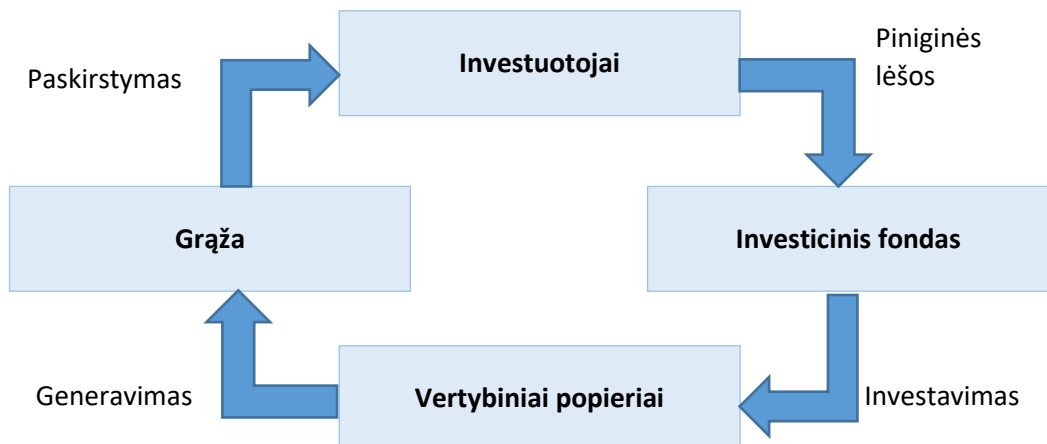 Investuotojai
Piniginės
lėšos
Paskirstymas
Grąža
Investicinis fondas
Generavimas
Vertybiniai popieriai
Investavimas